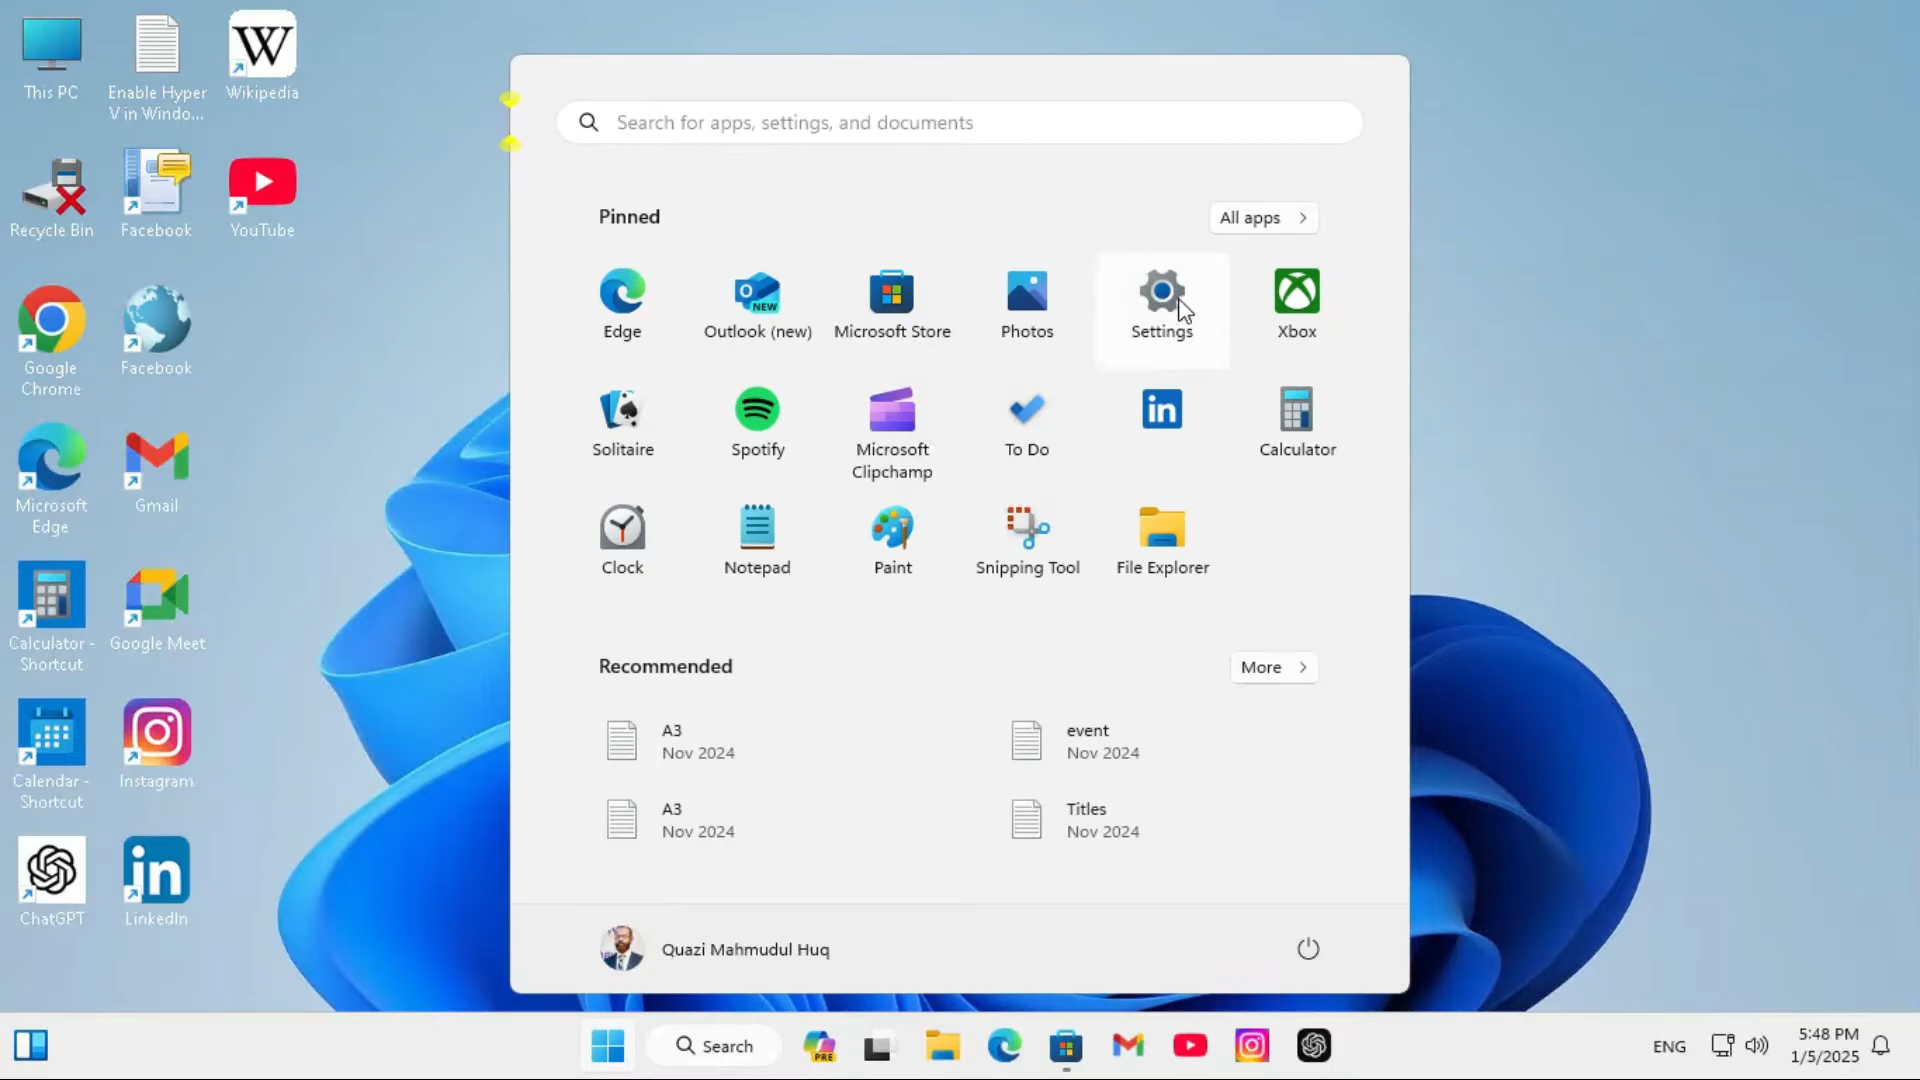 This PC
Enable Hyper
V in Windo...
W
Wikipedia
Recycle Bin
Facebook
YouTube
Google
Chrome
Facebook
Microsoft
Edge
Gmail
Calculator -
Shortcut
Google Meet
Calendar -
Shortcut
Instagram
ChatGPT
in
LinkedIn
Search for apps, settings, and documents
Pinned
All apps
Edge
NEW
Outlook (new)
Microsoft Store
Photos
Settings
Xbox
Solitaire
Spotify
Microsoft
Clipchamp
To Do
in
Calculator
Clock
Notepad
Paint
Snipping Tool
File Explorer
Recommended
More
A3
Nov 2024
event
Nov 2024
A3
Nov 2024
Titles
Nov 2024
Quazi Mahmudul Huq
Search
PRE
ENG
5:48 PM
1/5/2025